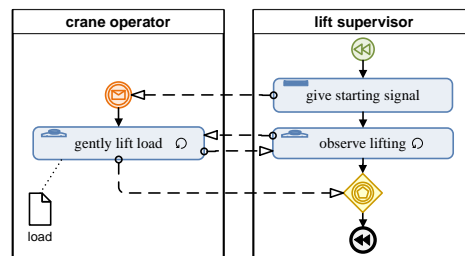 crane operator
lift supervisor
give starting signal
gently lift load
observe lifting
load